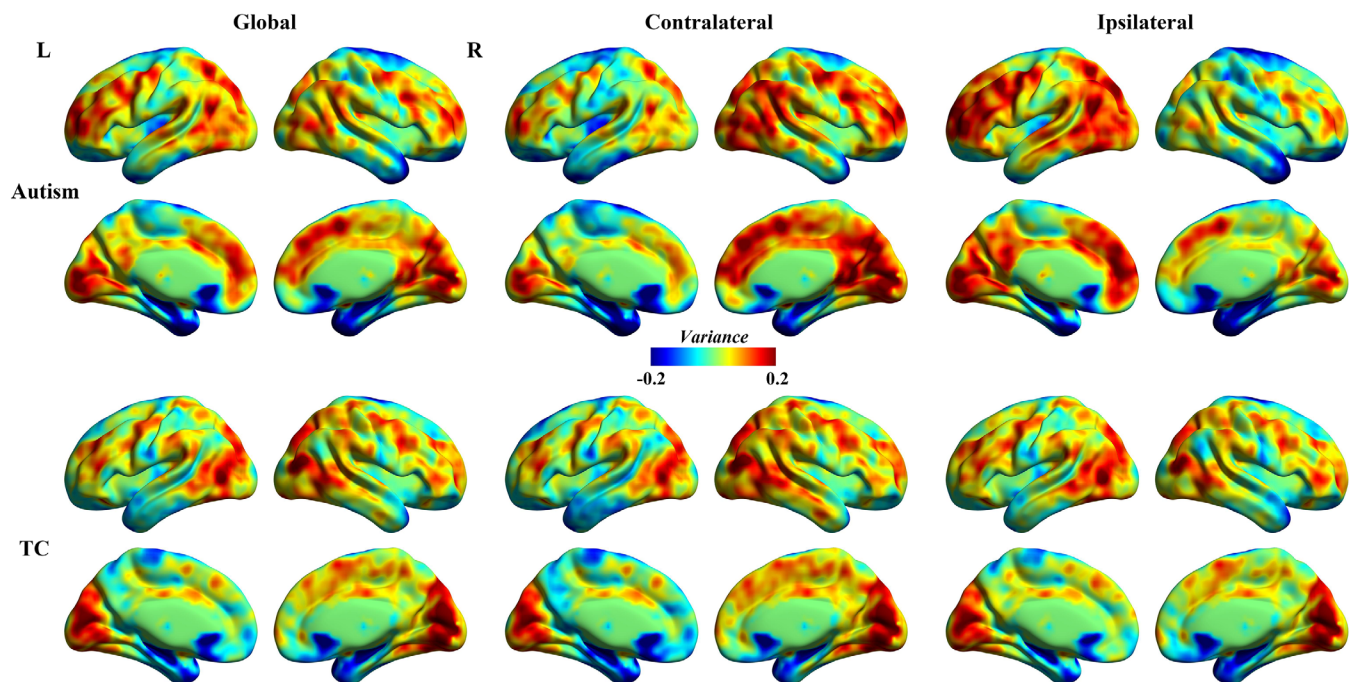 Global Contralateral Ipsilateral
L R
Autism
Variance
-0.2 0.2
TC